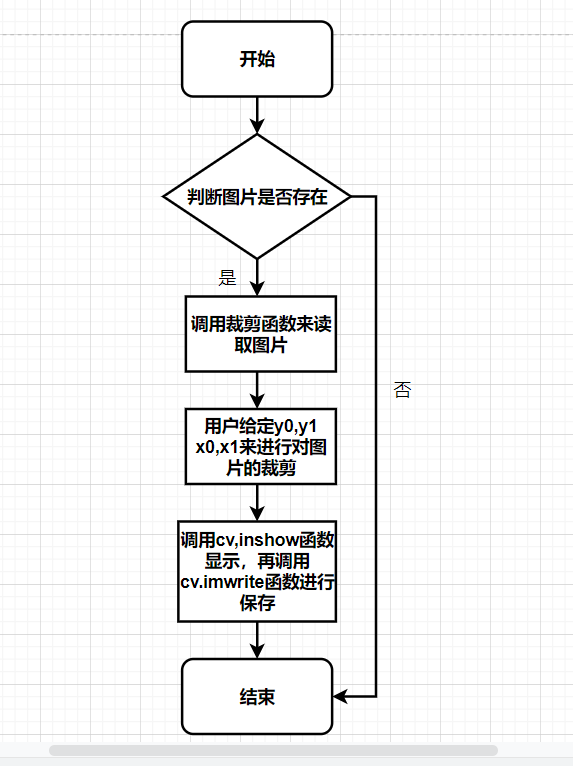 开始
判断图片是否存在
是
调用裁剪函数来读
取图片
否
用户给定y0,y1
x0,x1来进行对图
片的裁剪
调用cv,inshow函数
显示，再调用
cv.imwrite函数进行
保存
结束